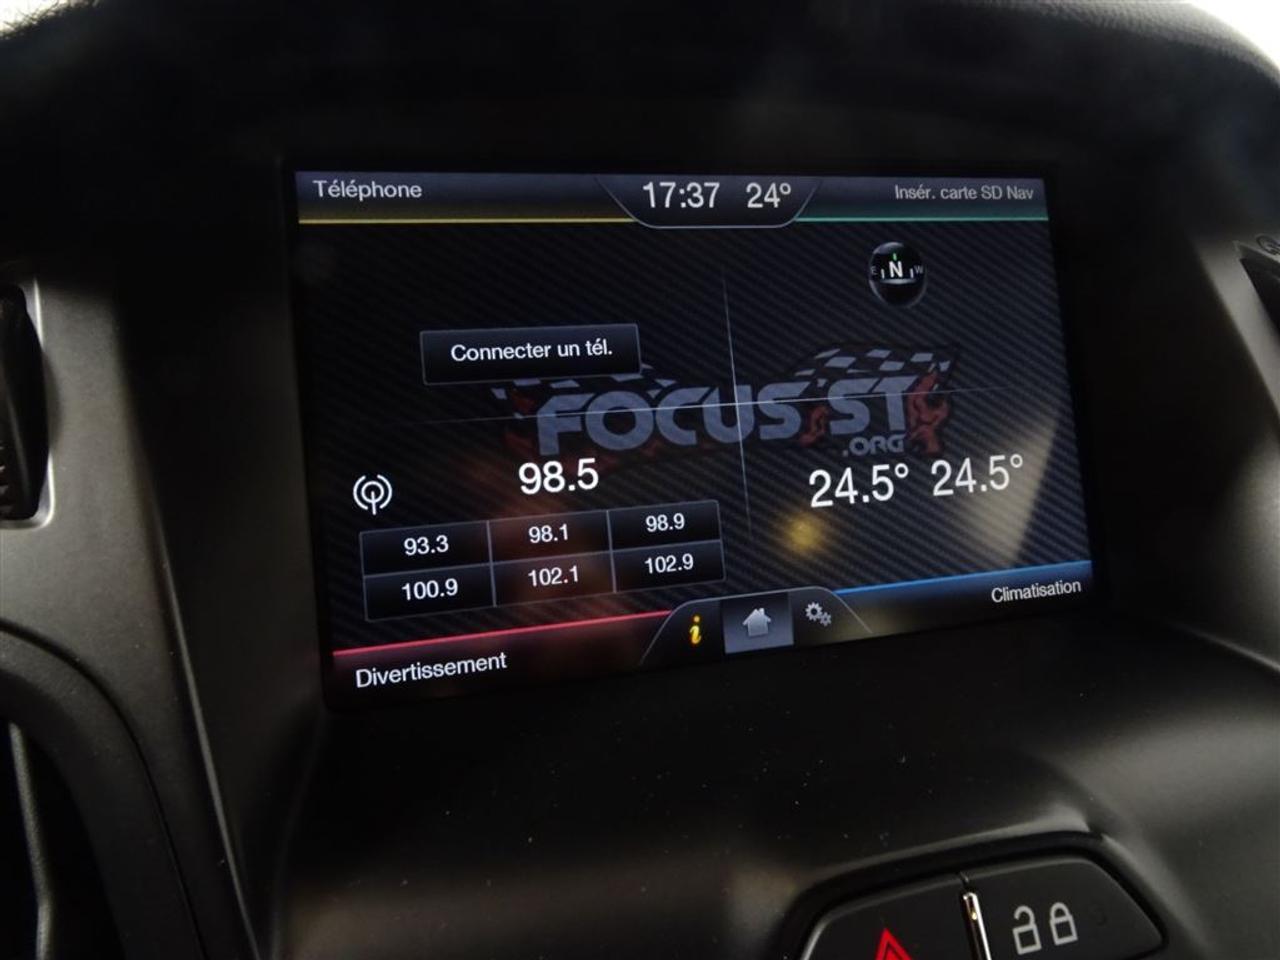 Téléphone
17:37 24°
Insér. carte SD Nav
E N W
Connecter un tél.
FOCUS ST
.ORG
98.5
24.5° 24.5°
93.3 98.1 98.9
100.9 102.1 102.9
Climatisation
i
Divertissement